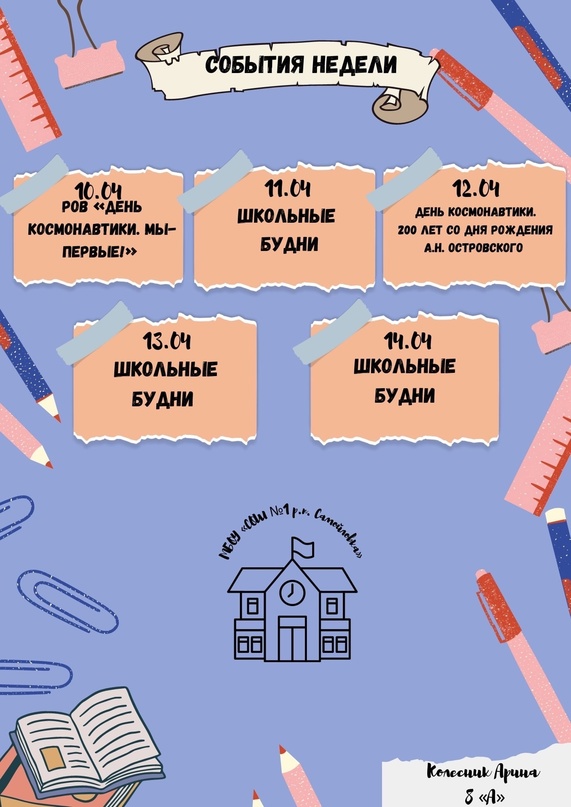 СОБЫТИЯ НЕДЕЛИ
10.04
РОВ «ДЕНЬ
КОСМОНАВТИКИ. МЫ-
ПЕРВЫЕ!»
11.04
ШКОЛЬНЫЕ
БУДНИ
12.04
ДЕНЬ КОСМОНАВТИКИ.
200 ЛЕТ СО ДНЯ РОЖДЕНИЯ
А.Н. ОСТРОВСКОГО
13.04
ШКОЛЬНЫЕ
БУДНИ
14.04
ШКОЛЬНЫЕ
БУДНИ
МБОУ «СОШ №1 р.п. Самойловка»
Колесник Арина
8 «А»